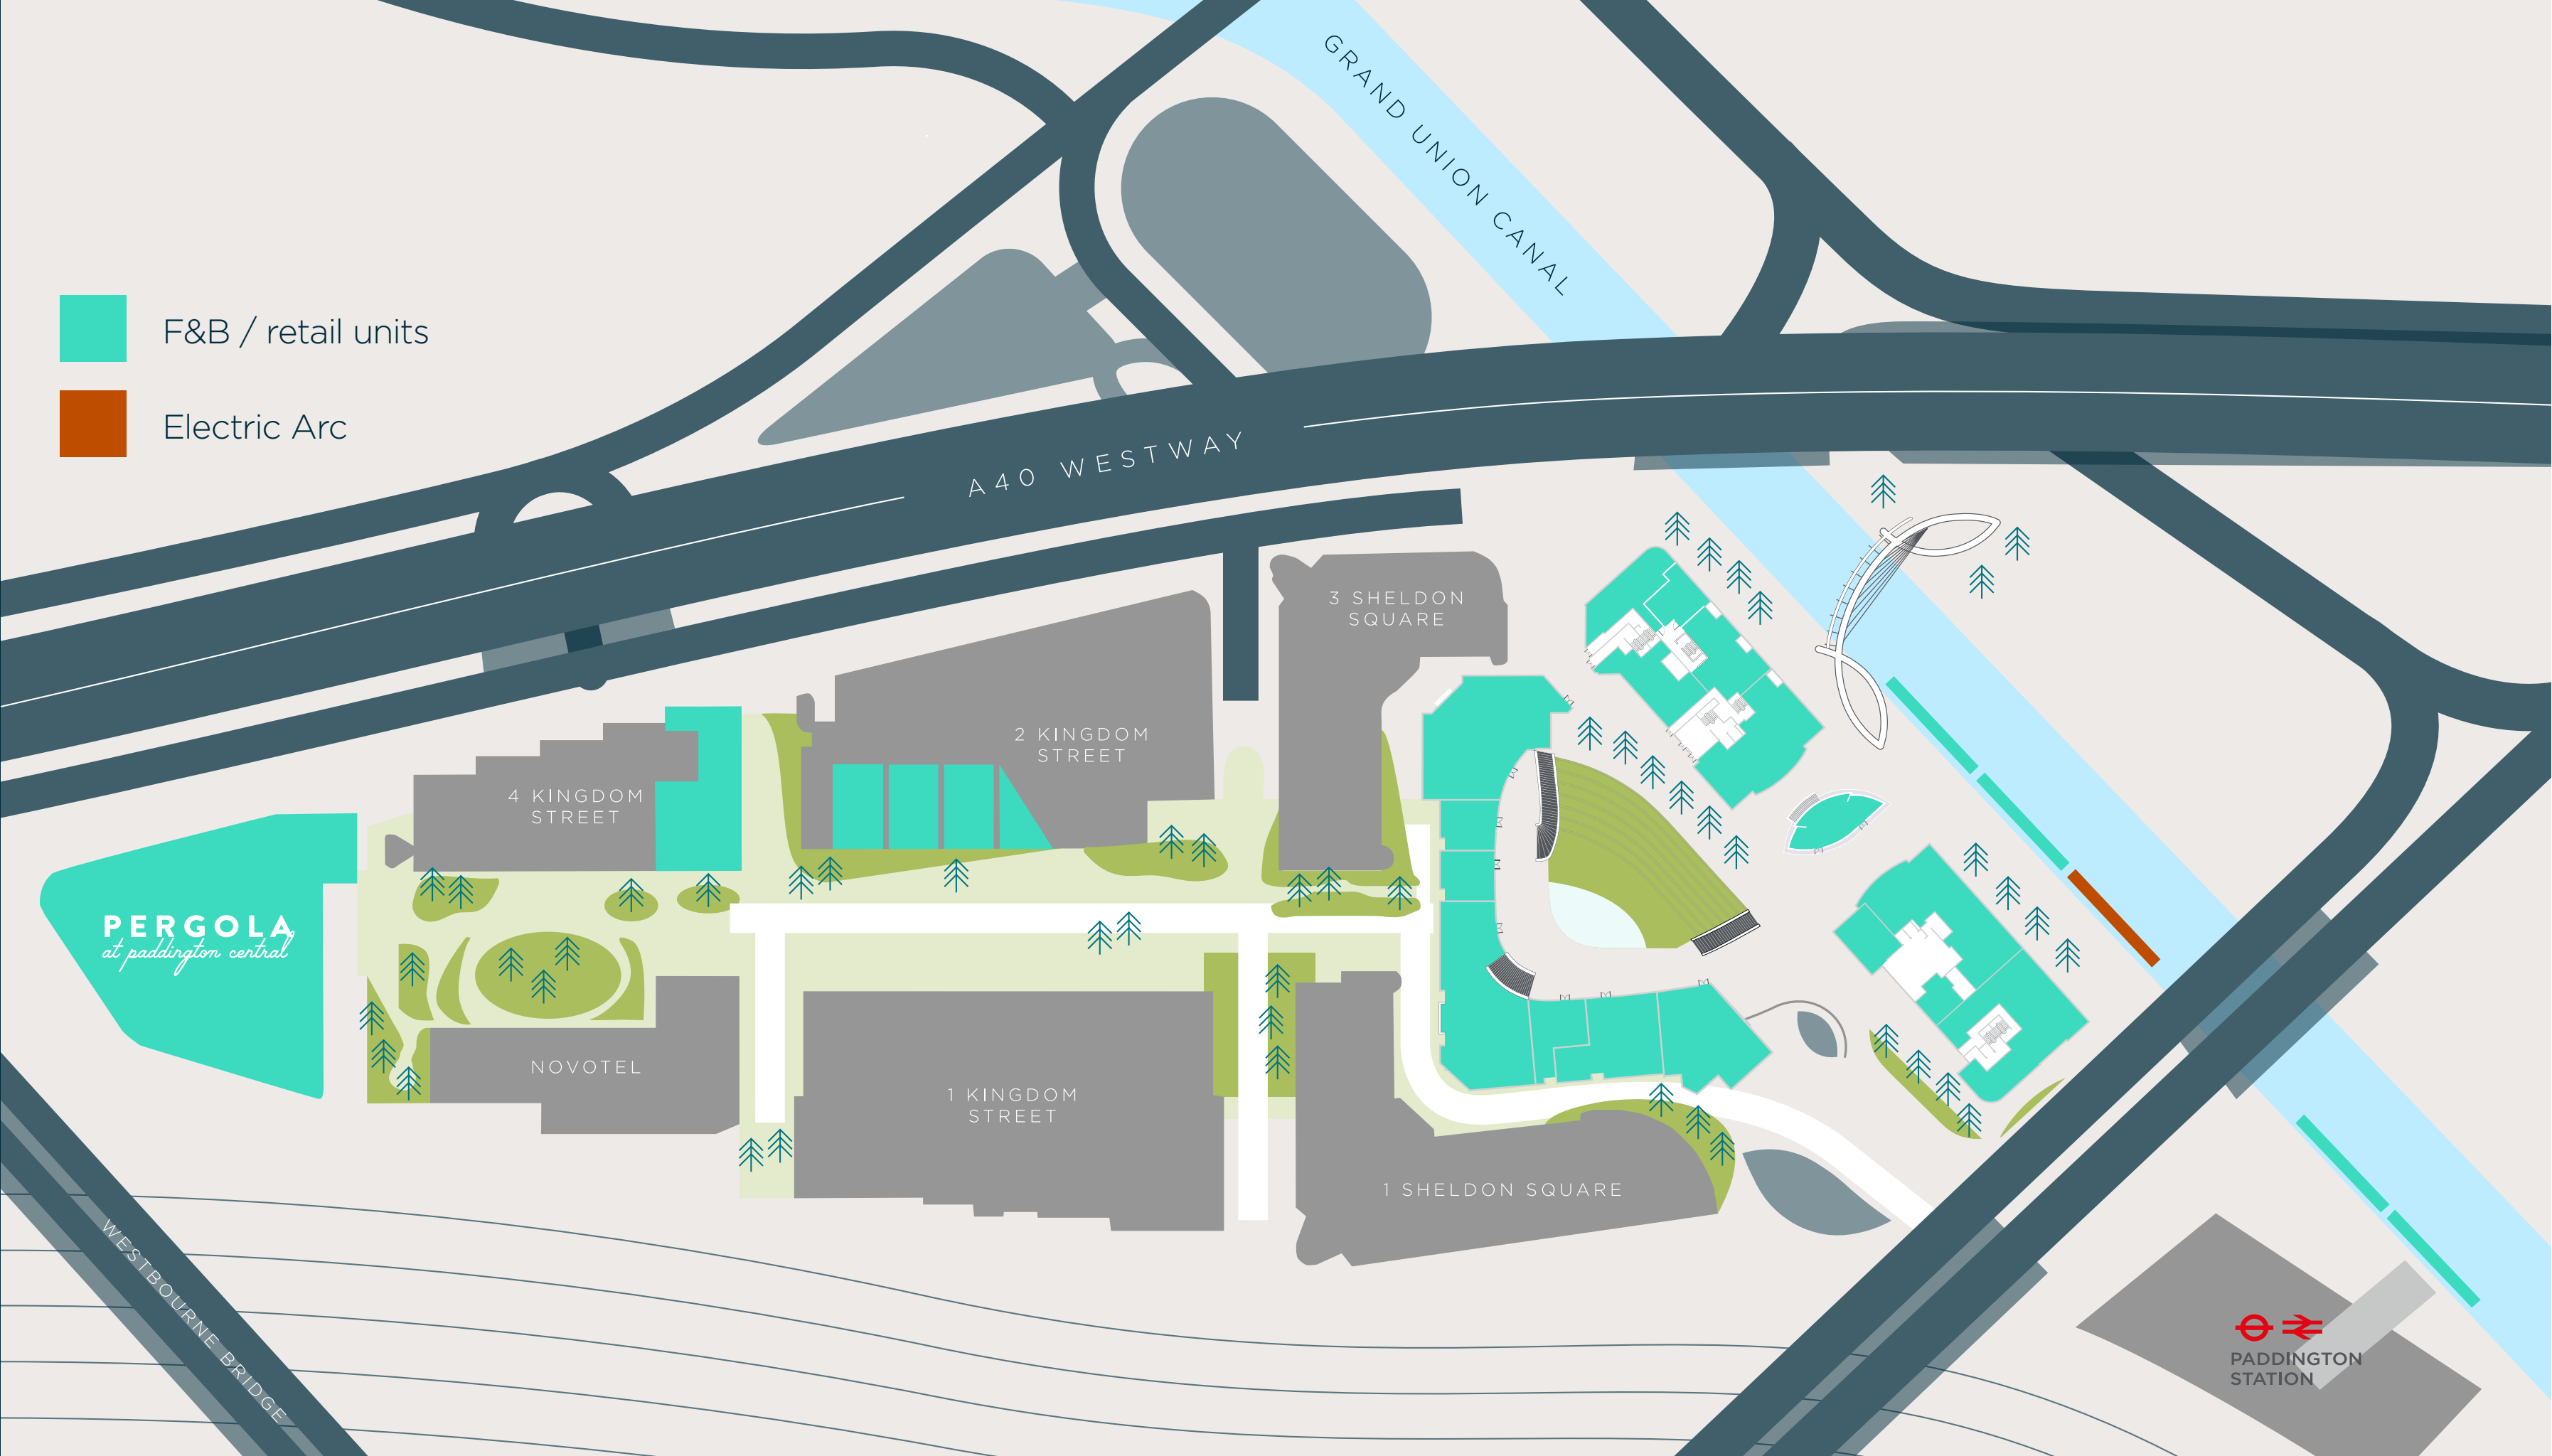 GRAND UNION CANAL
F&B / retail units
Electric Arc
A40 WESTWAY
3 SHELDON
SQUARE
2 KINGDOM
STREET
4 KINGDOM
STREET
PERGOLA
at paddington central
NOVOTEL
1 KINGDOM
STREET
1 SHELDON SQUARE
WESTBOURNE BRIDGE
PADDINGTON
STATION